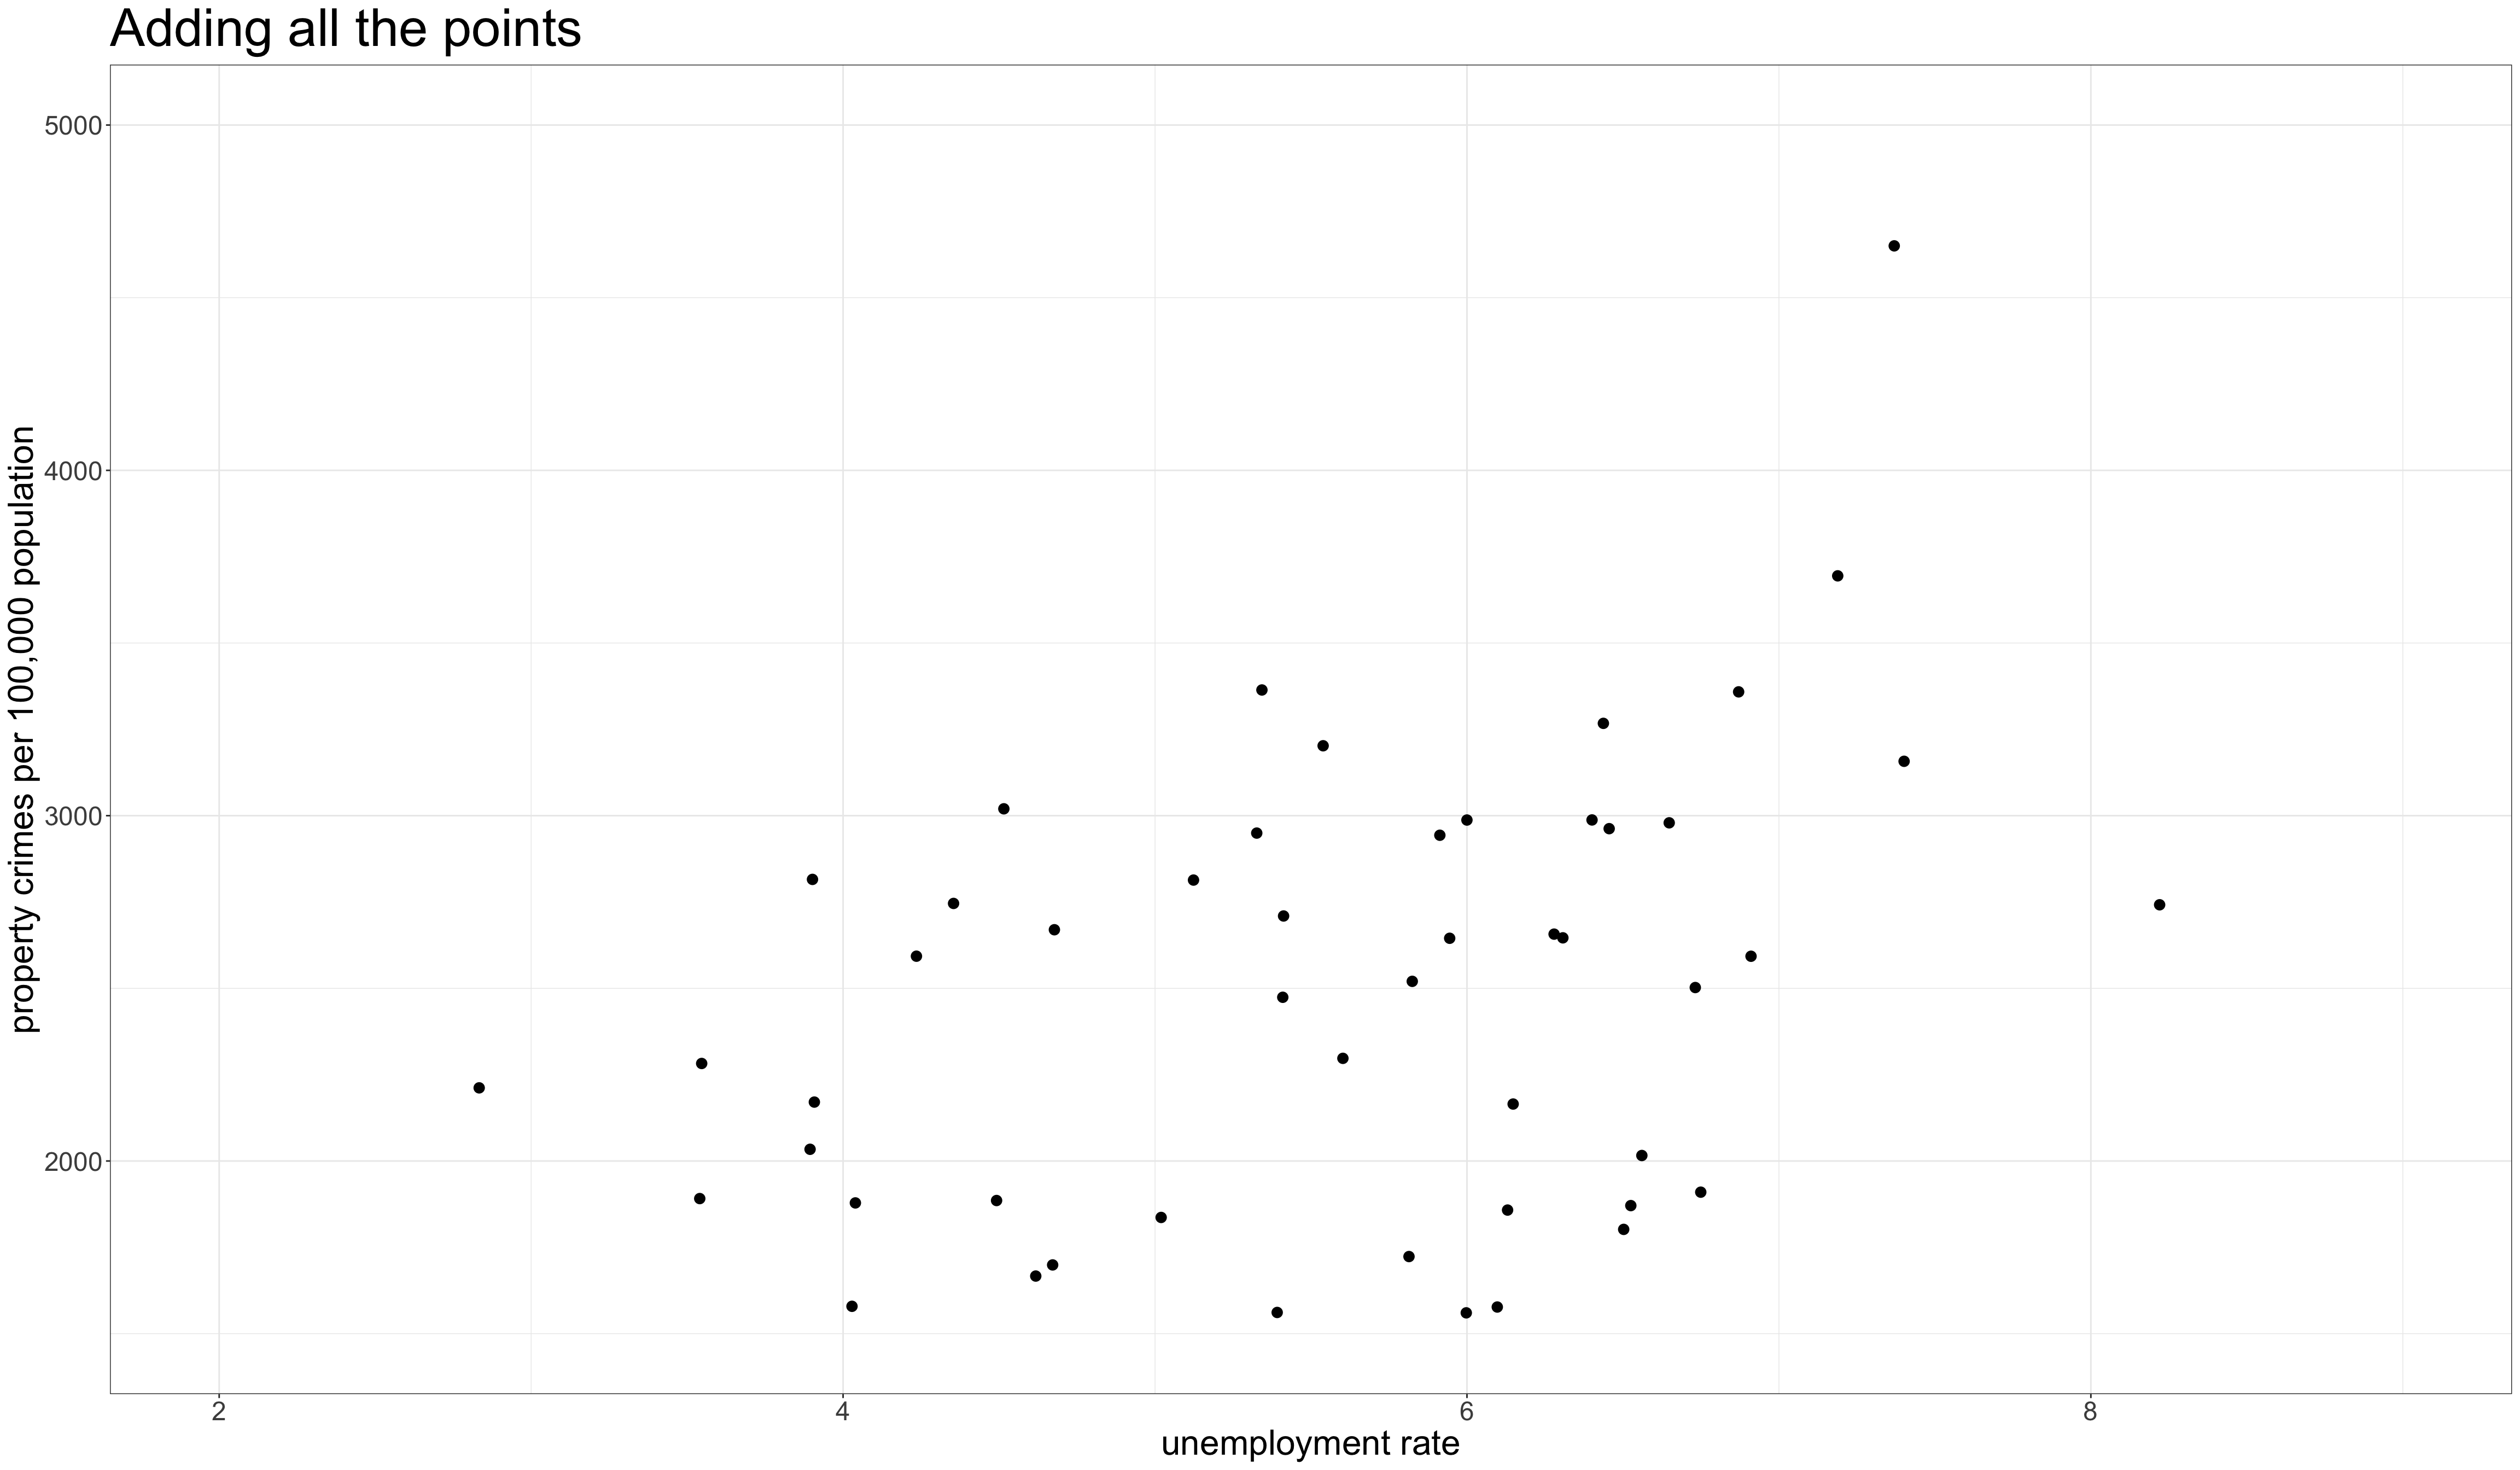 Adding all the points
property crimes per 100,000 population
5000
4000
3000
2000
2 4 6 8
unemployment rate